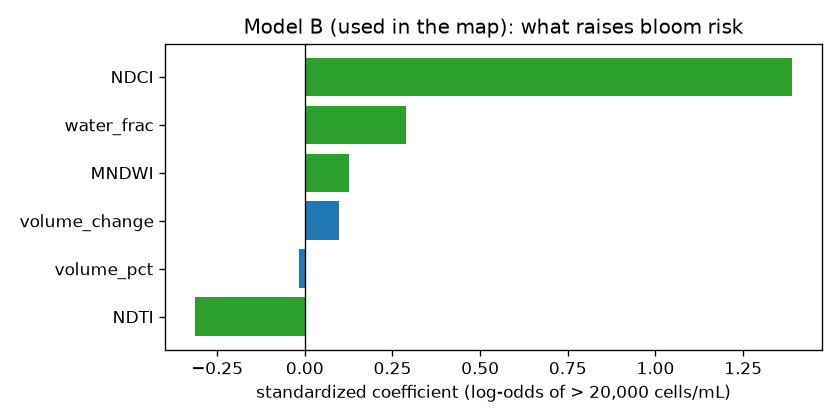 Model B (used in the map): what raises bloom risk
NDCI
water_frac
MNDWI
volume_change
volume_pct
NDTI
−0.25 0.00 0.25 0.50 0.75 1.00 1.25
standardized coefficient (log-odds of > 20,000 cells/mL)